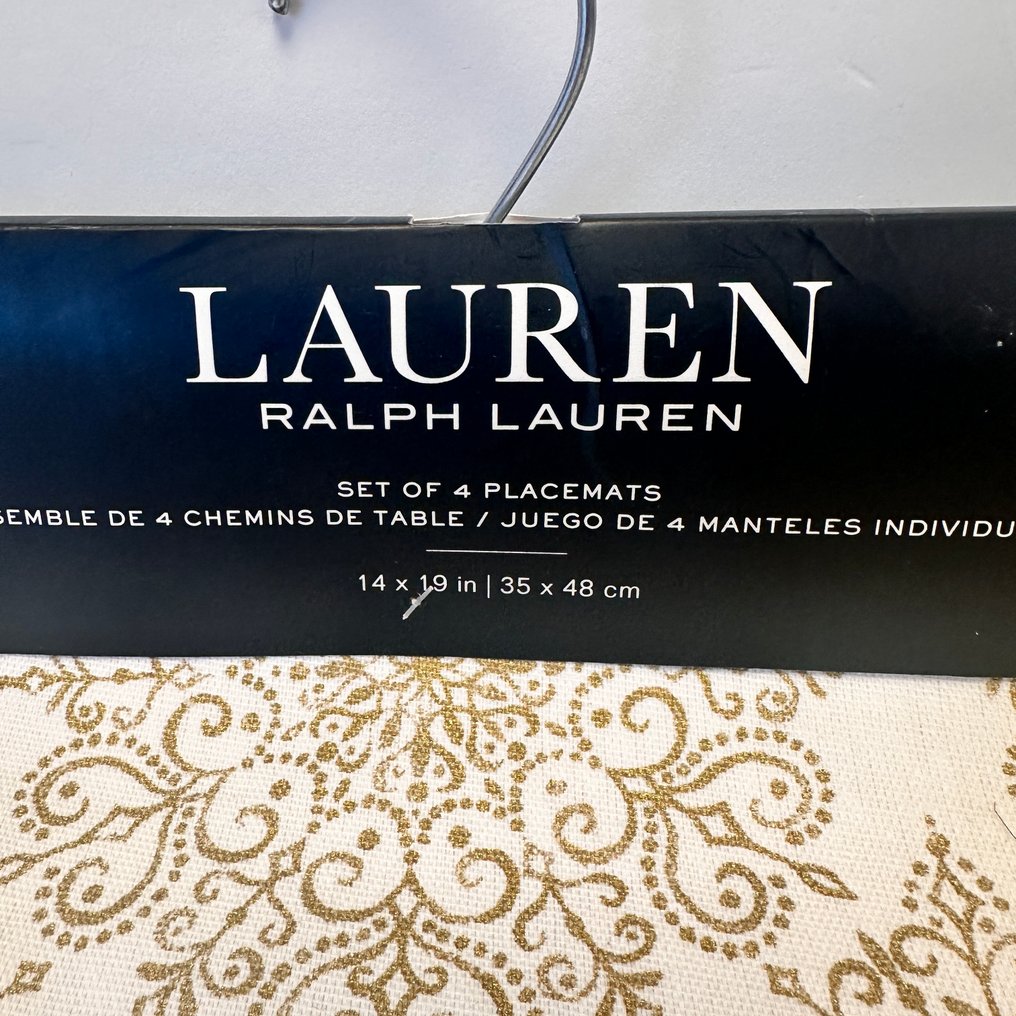 LAUREN
RALPH LAUREN
SET OF 4 PLACEMATS
SEMBLE DE 4 CHEMINS DE TABLE / JUEGO DE 4 MANTELES INDIVIDU
14 x 19 in | 35 x 48 cm